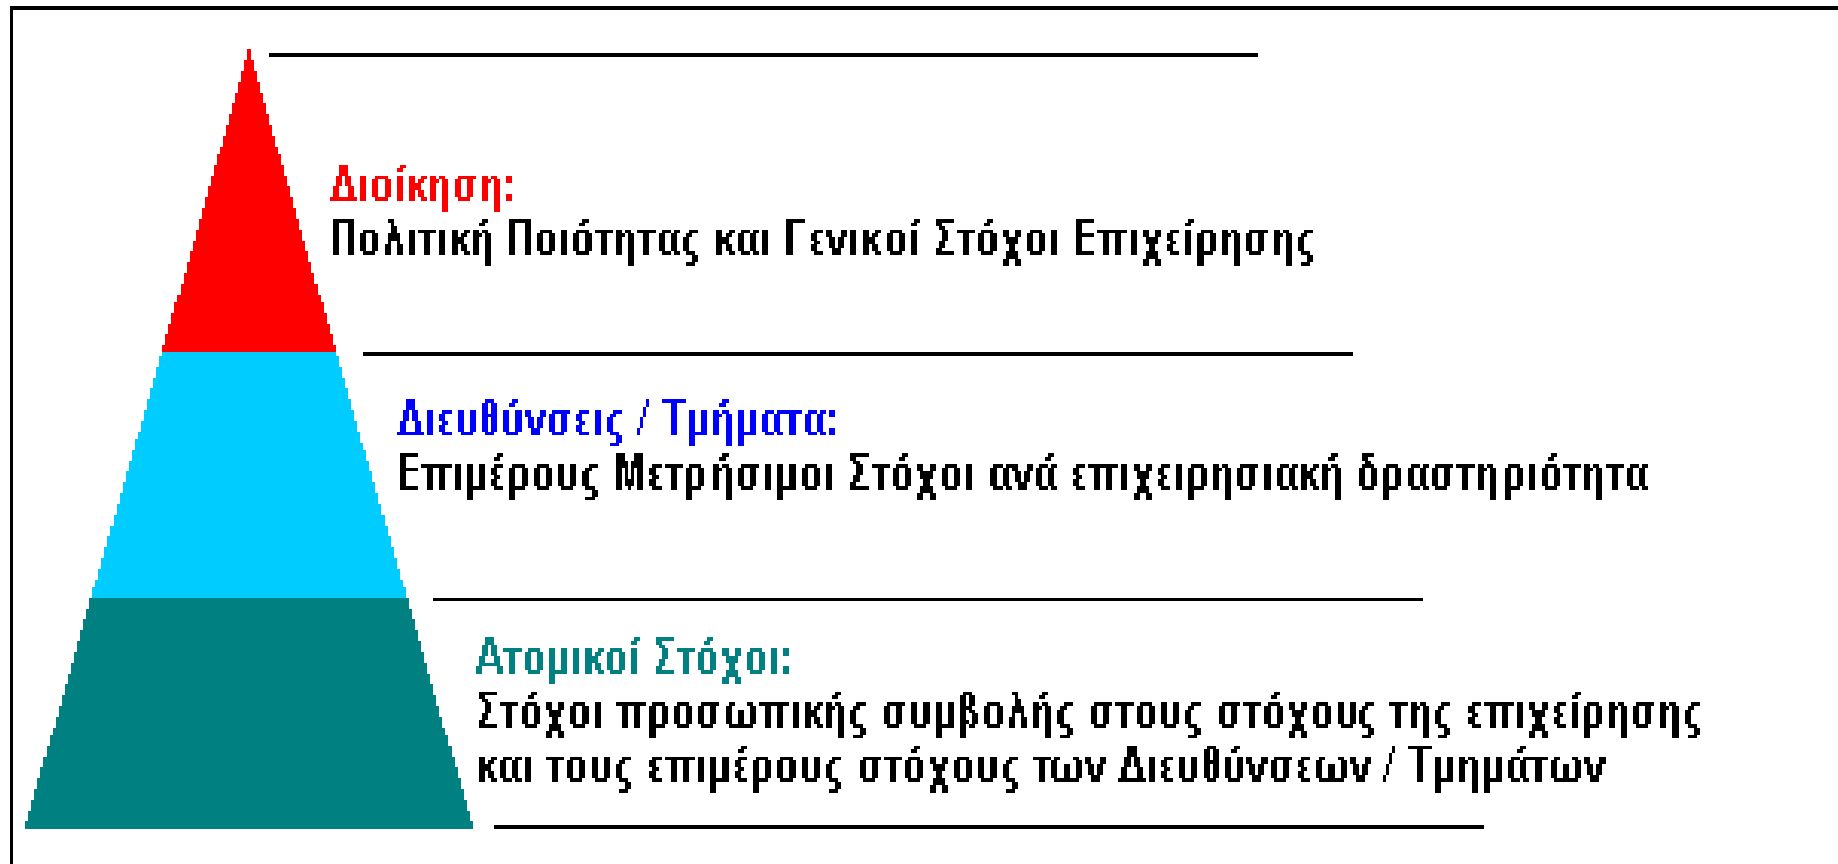 Διοίκηση:
Πολιτική Ποιότητας και Γενικοί Στόχοι Επιχείρησης
Διευθύνσεις / Τμήματα:
Επιμέρους Μετρήσιμοι Στόχοι ανά επιχειρησιακή δραστηριότητα
Ατομικοί Στόχοι:
Στόχοι προσωπικής συμβολής στους στόχους της επιχείρησης
και τους επιμέρους στόχους των Διευθύνσεων / Τμημάτων